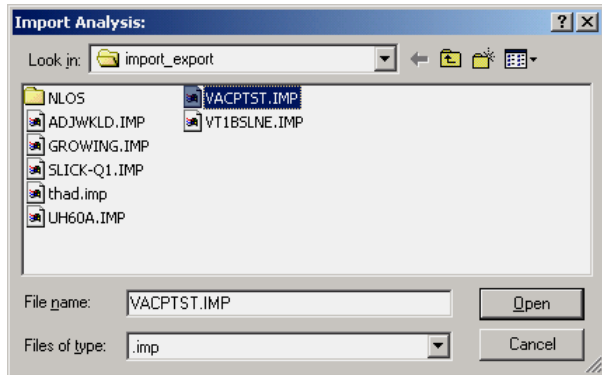 Import Analysis:
Look in: import_export
NLOS
ADJWKLD.IMP
GROWING.IMP
SLICK-Q1.IMP
thad.imp
UH60A.IMP
VACPTST.IMP
VT1BSLNE.IMP
File name: VACPTST.IMP
Open
Files of type: .imp
Cancel